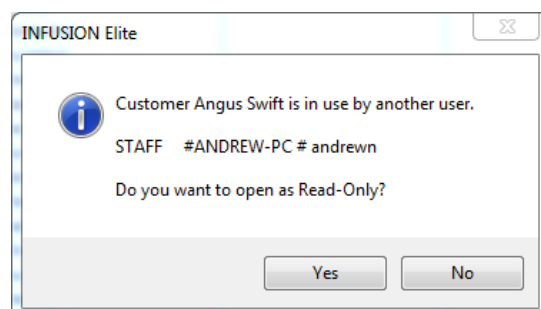 INFUSION Elite
Customer Angus Swift is in use by another user.
STAFF #ANDREW-PC # andrewn
Do you want to open as Read-Only?
Yes No